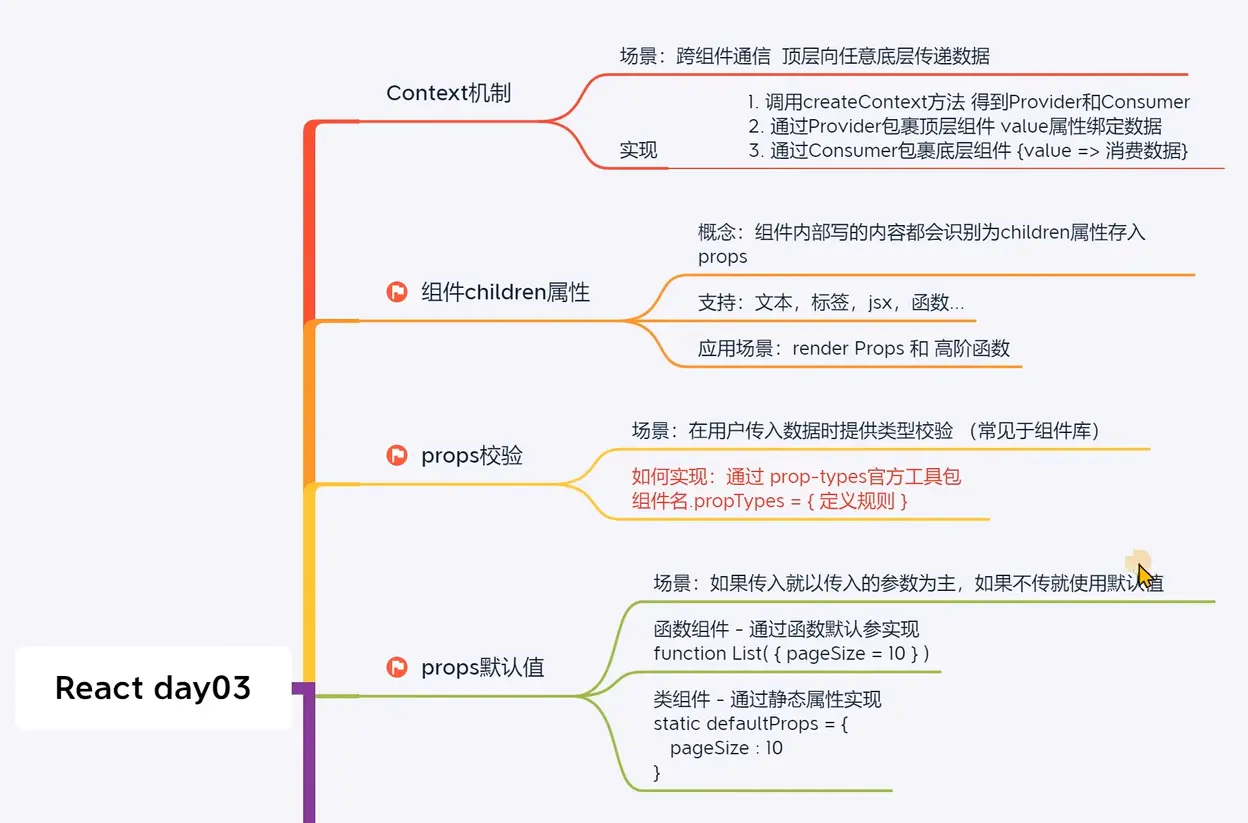 场景：跨组件通信 顶层向任意底层传递数据
Context机制
1. 调用createContext方法 得到Provider和Consumer
2. 通过Provider包裹顶层组件 value属性绑定数据
实现
3. 通过Consumer包裹底层组件 {value => 消费数据}
概念：组件内部写的内容都会识别为children属性存入
props
组件children属性
支持：文本，标签，jsx，函数...
应用场景：render Props 和 高阶函数
场景：在用户传入数据时提供类型校验 （常见于组件库）
props校验
如何实现：通过 prop-types官方工具包
组件名.propTypes = { 定义规则 }
场景：如果传入就以传入的参数为主，如果不传就使用默认值
函数组件 - 通过函数默认参实现
function List( { pageSize = 10 } )
props默认值
React day03
类组件 - 通过静态属性实现
static defaultProps = {
pageSize : 10
}